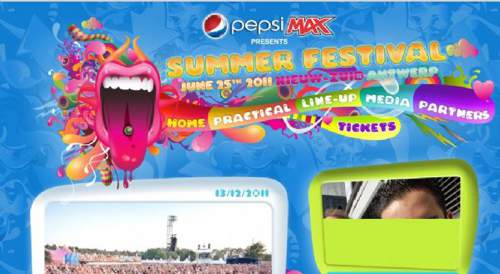 pepsi MAX
PRESENTS
SUMMER FESTIVAL
JUNE 25TH 2011 NIEUW-ZUID ANTWERP
HOME PRACTICAL LINE-UP MEDIA PARTNERS
TICKETS
13/12/2011